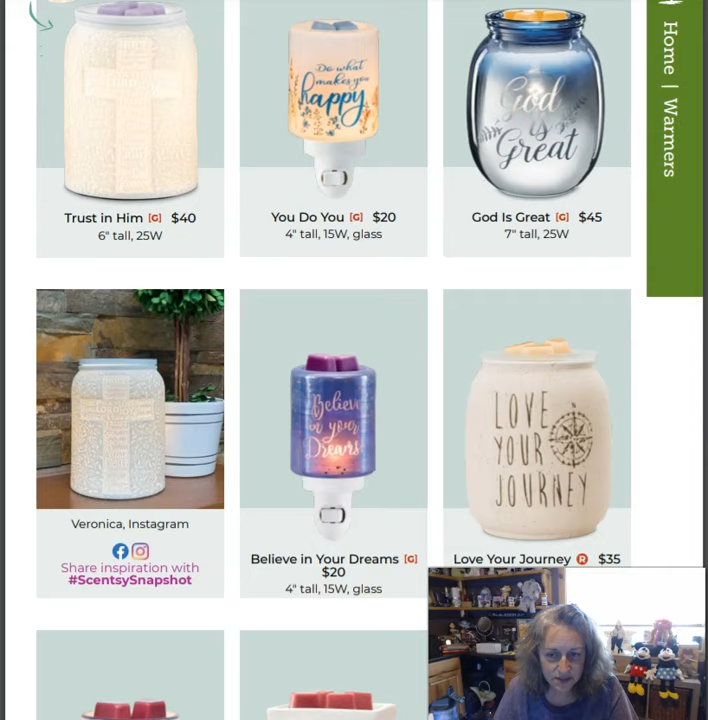 Home | Warmers
Do what
makes you
happy
God
is
Great
Trust in Him [G] $40
6" tall, 25W
You Do You [G] $20
4" tall, 15W, glass
God Is Great [G] $45
7" tall, 25W
Believe
in your
Dreams
LOVE
YOUR
JOURNEY
Veronica, Instagram
Share inspiration with
#ScentsySnapshot
Believe in Your Dreams [G]
$20
4" tall, 15W, glass
Love Your Journey R $35